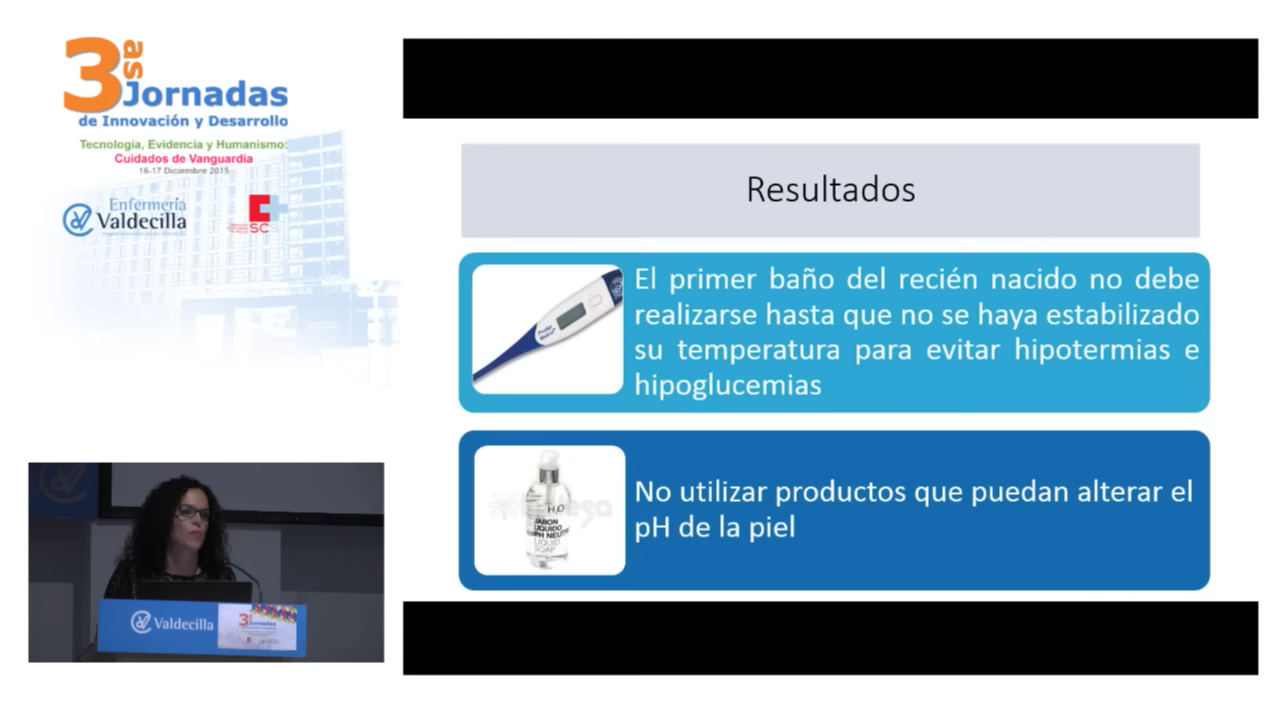 3as
Jornadas
de Innovación y Desarrollo
Tecnología, Evidencia y Humanismo:
Cuidados de Vanguardia
16-17 Diciembre 2015
Enfermería
Valdecilla
SC
Resultados
El primer baño del recién nacido no debe
realizarse hasta que no se haya estabilizado
su temperatura para evitar hipotermias e
hipoglucemias
H2O
JABON
LIQUIDO
PH NEUTRO
LIQUID
SOAP
No utilizar productos que puedan alterar el
pH de la piel
Valdecilla
3as
Jornadas